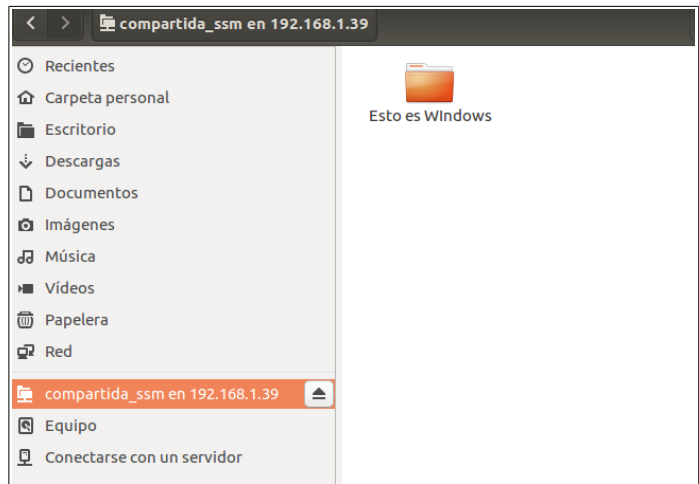 compartida_ssm en 192.168.1.39
Recientes
Carpeta personal
Escritorio
Descargas
Documentos
Imágenes
Música
Vídeos
Papelera
Red
compartida_ssm en 192.168.1.39
Equipo
Conectarse con un servidor
Esto es WIndows